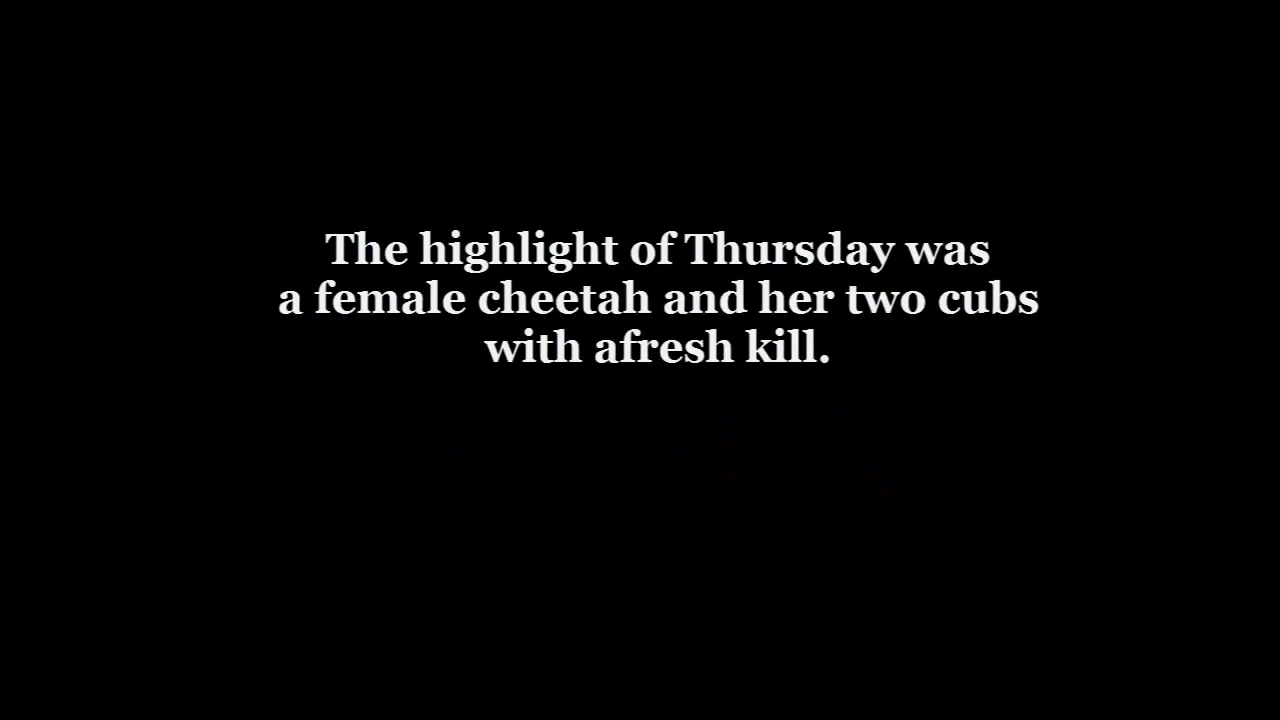 The highlight of Thursday was
a female cheetah and her two cubs
with afresh kill.